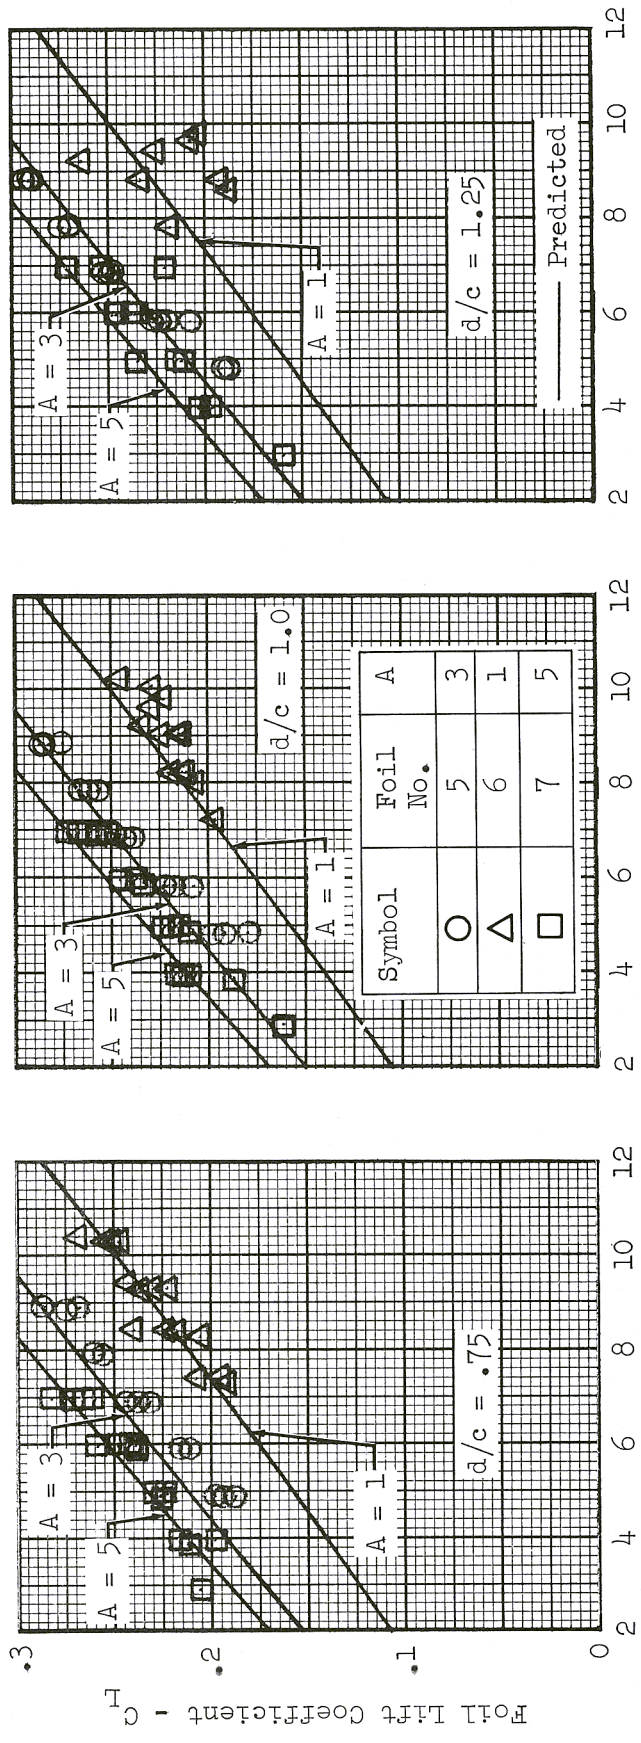 Foil Lift Coefficient - C_L
.3
.2
.1
0
A = 5
A = 3
A = 1
d/c = .75
2 4 6 8 10 12
A = 5
A = 3
A = 1
d/c = 1.0
Symbol Foil No. A
○ 5 3
△ 6 1
□ 7 5
2 4 6 8 10 12
A = 5
A = 3
A = 1
d/c = 1.25
Predicted
2 4 6 8 10 12